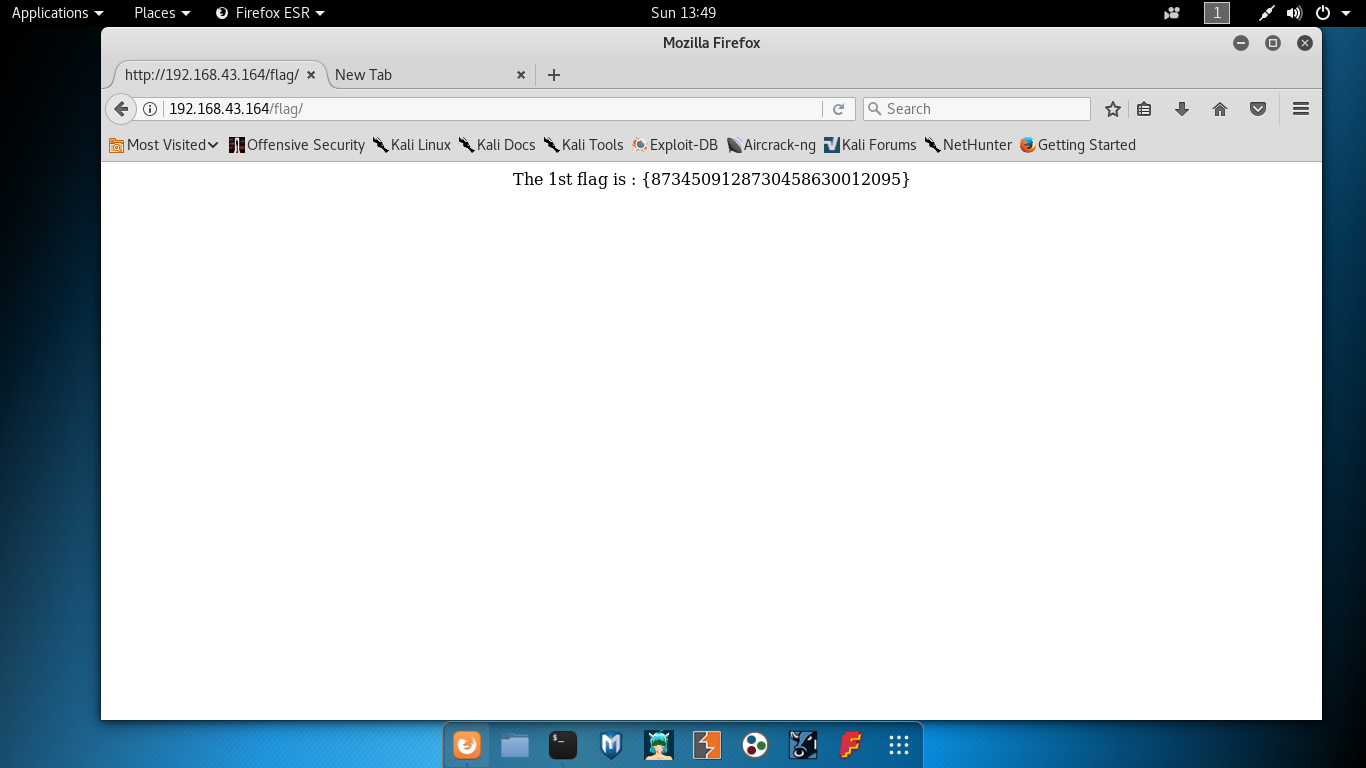 Applications Places Firefox ESR Sun 13:49 1
Mozilla Firefox
http://192.168.43.164/flag/ New Tab
192.168.43.164/flag/ Search
Most Visited Offensive Security Kali Linux Kali Docs Kali Tools Exploit-DB Aircrack-ng Kali Forums NetHunter Getting Started
The 1st flag is : {8734509128730458630012095}